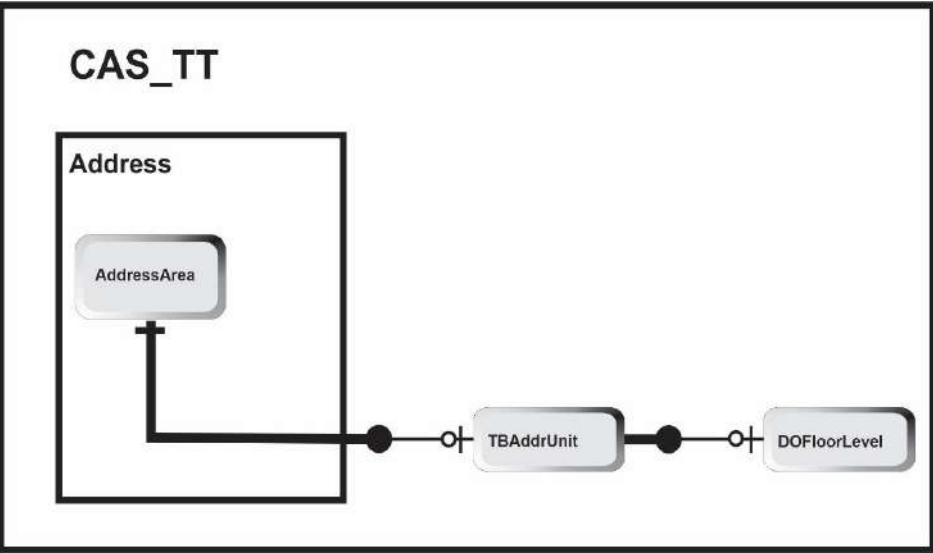 CAS_TT
Address
AddressArea
TBAddrUnit
DOFloorLevel